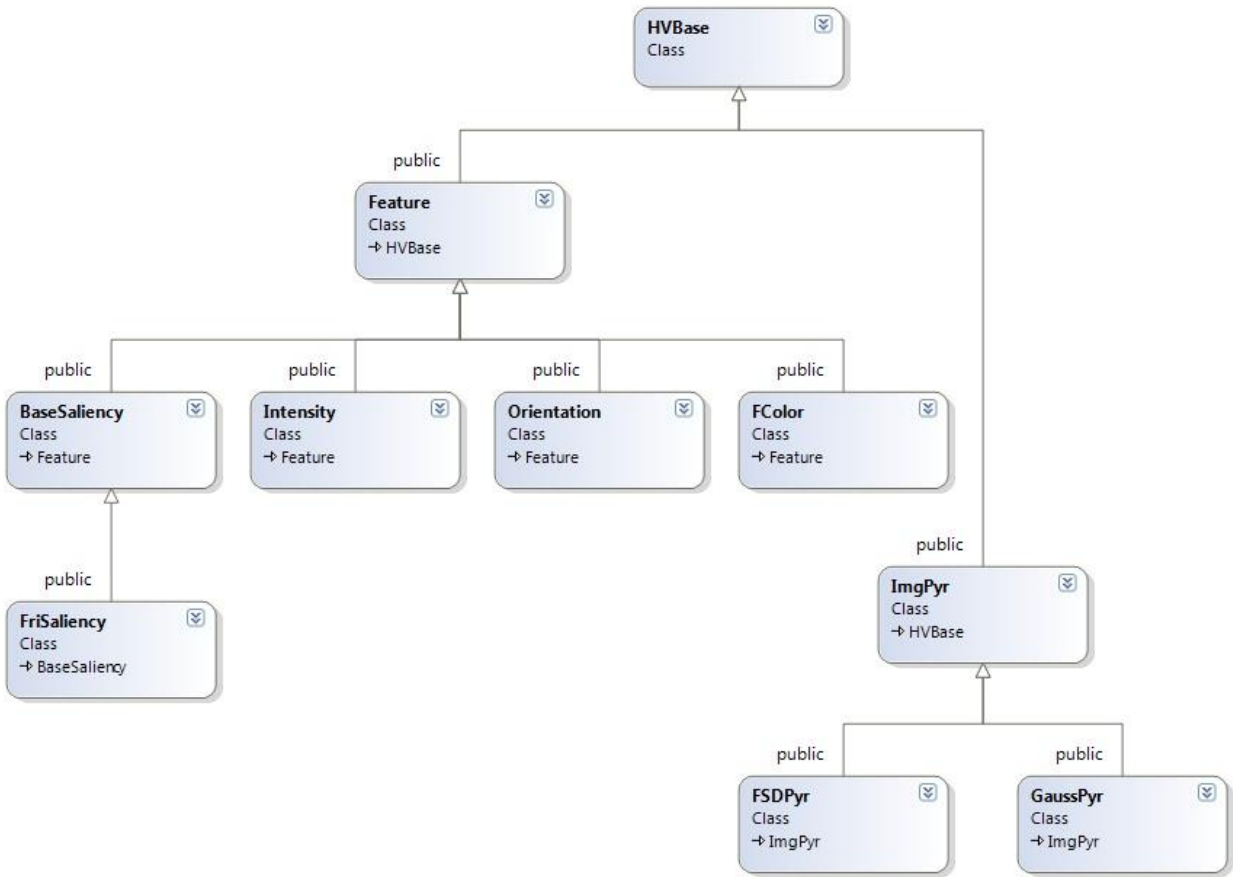 HVBase
Class
public
Feature
Class
HVBase
public
public
public
public
BaseSaliency
Class
Feature
Intensity
Class
Feature
Orientation
Class
Feature
FColor
Class
Feature
public
public
FriSaliency
Class
BaseSaliency
ImgPyr
Class
HVBase
public
public
FSDPyr
Class
ImgPyr
GaussPyr
Class
ImgPyr